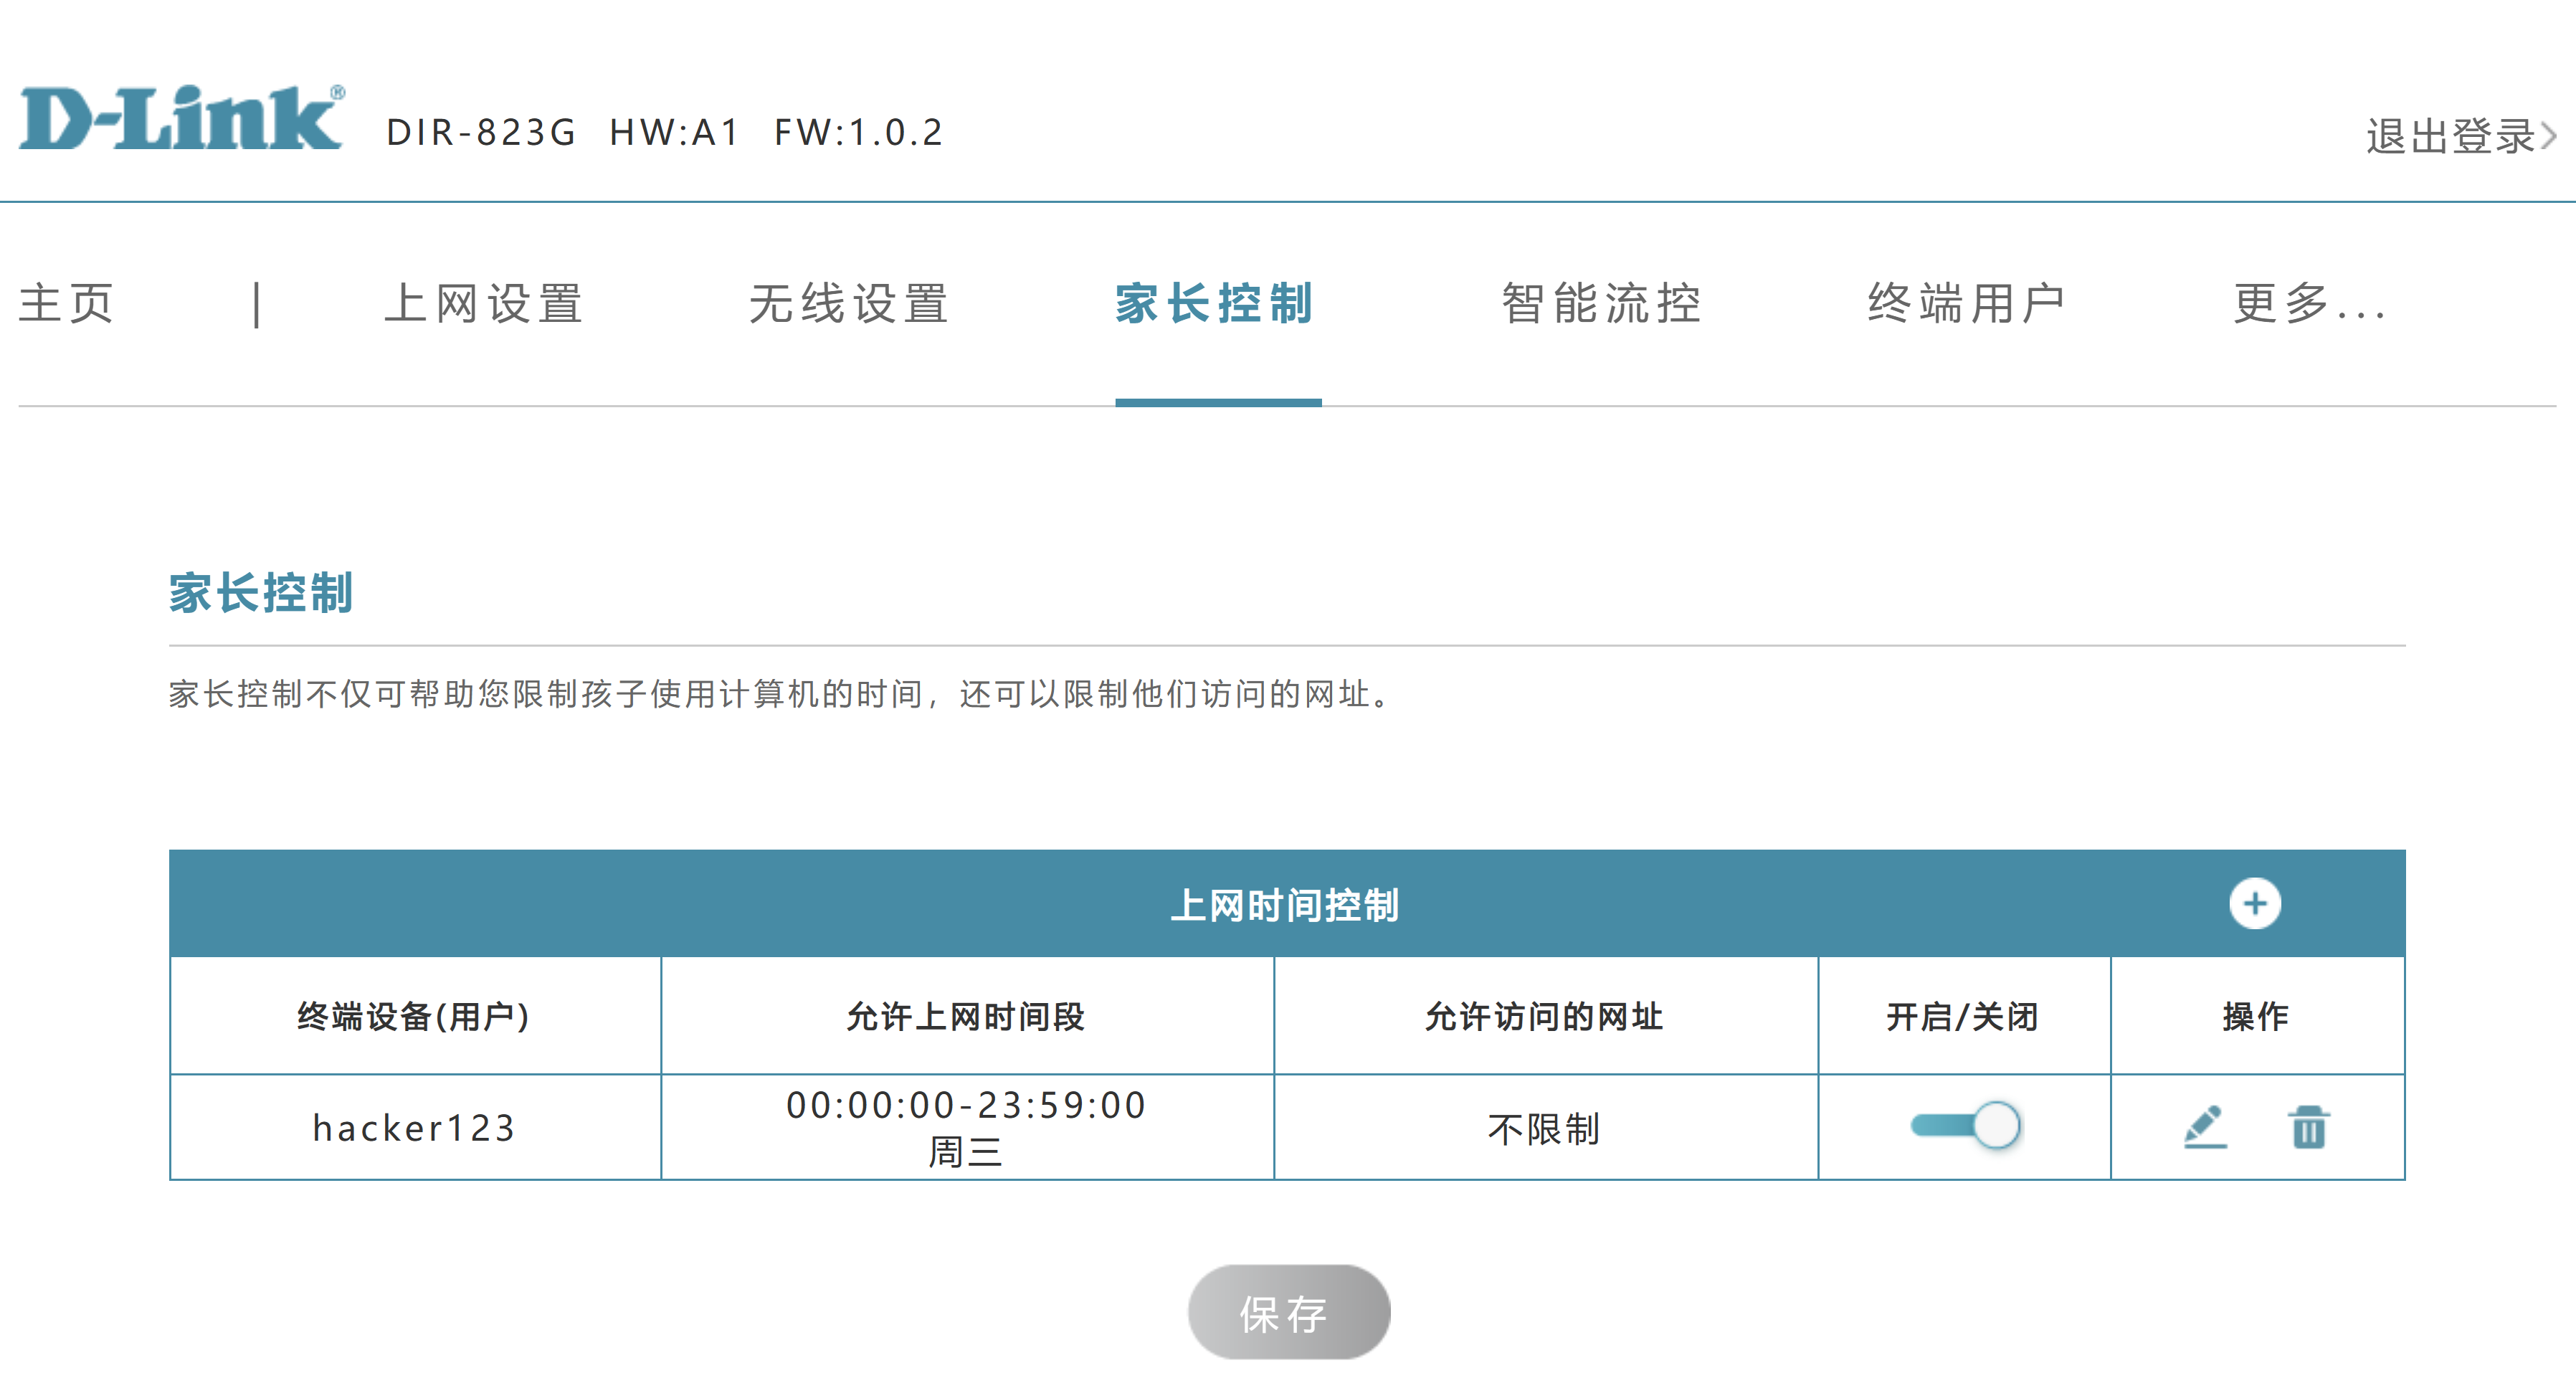 D-Link® DIR-823G HW:A1 FW:1.0.2 退出登录
主页 | 上网设置 无线设置 家长控制 智能流控 终端用户 更多...
家长控制
家长控制不仅可帮助您限制孩子使用计算机的时间，还可以限制他们访问的网址。
上网时间控制
终端设备(用户) 允许上网时间段 允许访问的网址 开启/关闭 操作
hacker123 00:00:00-23:59:00 不限制
周三
保存